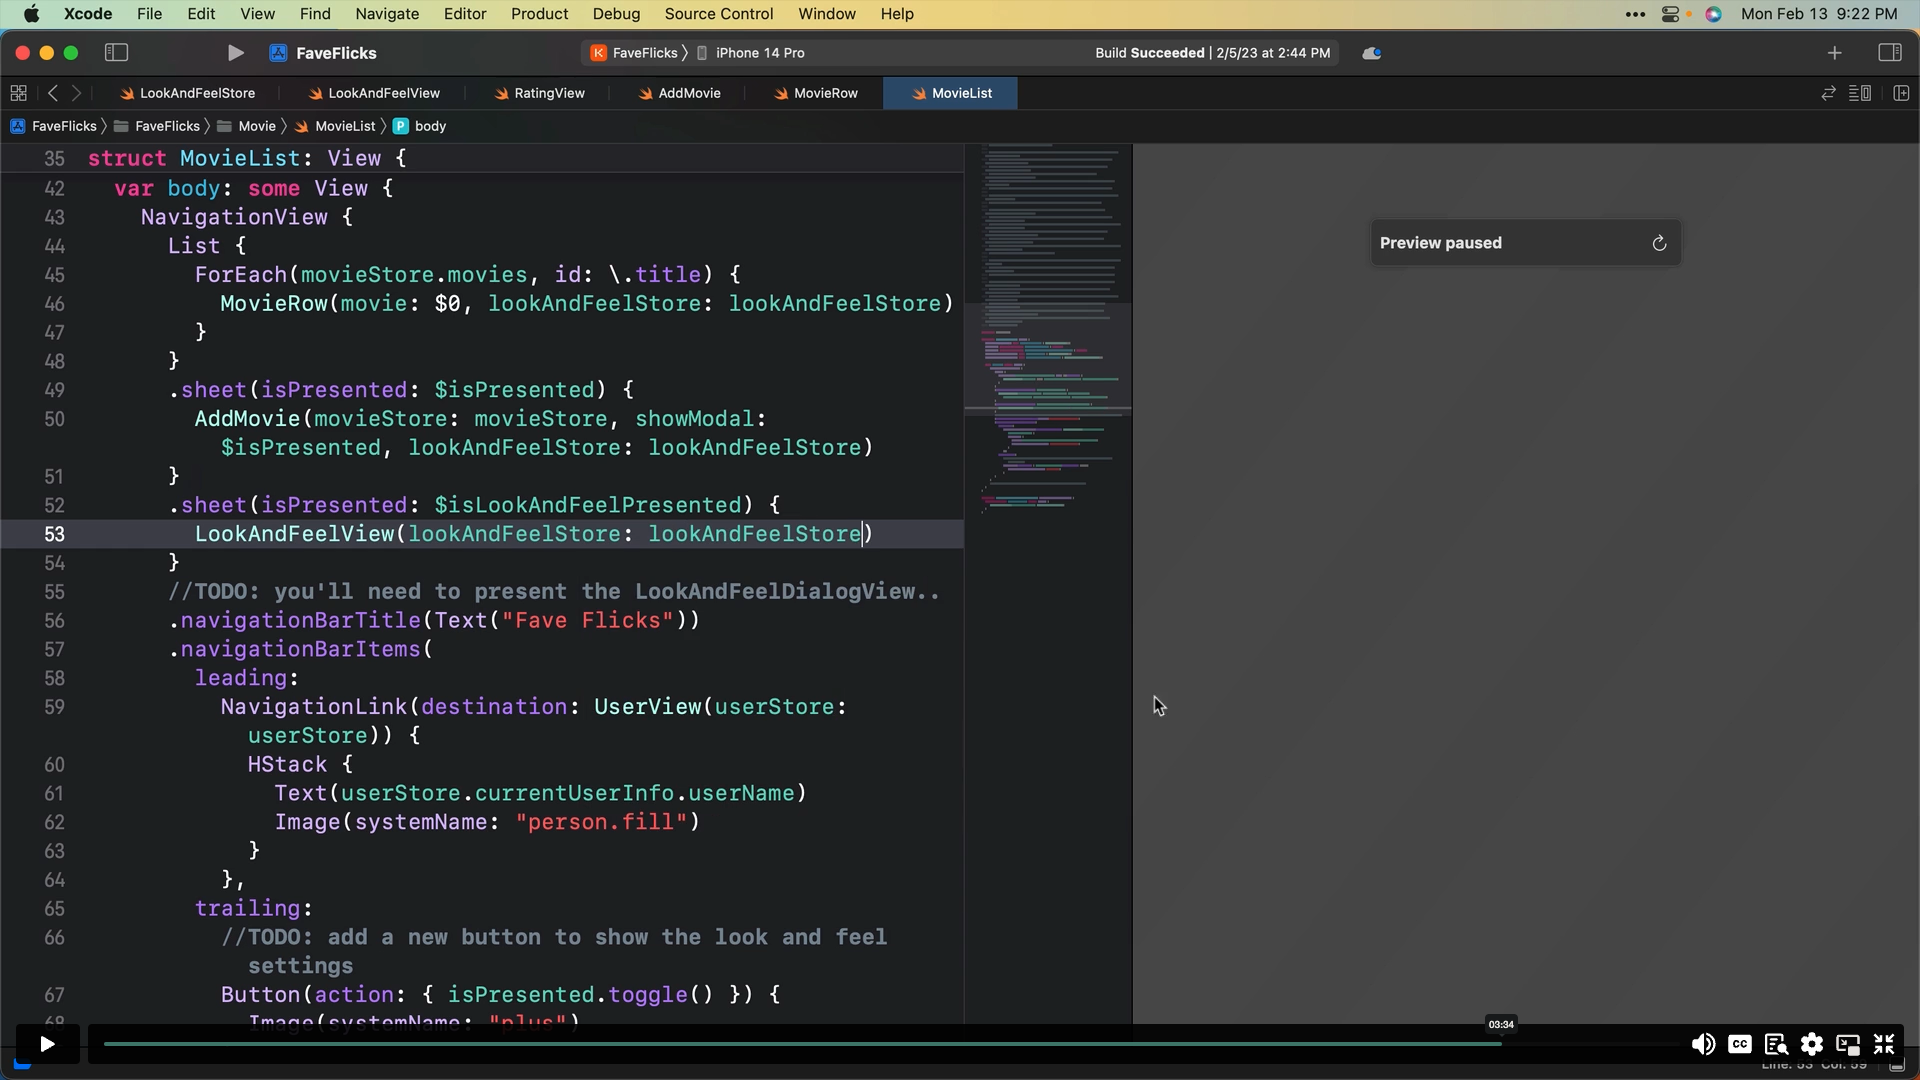 Xcode File Edit View Find Navigate Editor Product Debug Source Control Window Help Mon Feb 13 9:22 PM
FaveFlicks FaveFlicks iPhone 14 Pro Build Succeeded | 2/5/23 at 2:44 PM
LookAndFeelStore LookAndFeelView RatingView AddMovie MovieRow MovieList
FaveFlicks FaveFlicks Movie MovieList P body
35 struct MovieList: View {
42 var body: some View {
43 NavigationView {
44 List {
45 ForEach(movieStore.movies, id: \.title) {
46 MovieRow(movie: $0, lookAndFeelStore: lookAndFeelStore)
47 }
48 }
49 .sheet(isPresented: $isPresented) {
50 AddMovie(movieStore: movieStore, showModal:
$isPresented, lookAndFeelStore: lookAndFeelStore)
51 }
52 .sheet(isPresented: $isLookAndFeelPresented) {
53 LookAndFeelView(lookAndFeelStore: lookAndFeelStore)
54 }
55 //TODO: you'll need to present the LookAndFeelDialogView..
56 .navigationBarTitle(Text("Fave Flicks"))
57 .navigationBarItems(
58 leading:
59 NavigationLink(destination: UserView(userStore:
userStore)) {
60 HStack {
61 Text(userStore.currentUserInfo.userName)
62 Image(systemName: "person.fill")
63 }
64 },
65 trailing:
66 //TODO: add a new button to show the look and feel
settings
67 Button(action: { isPresented.toggle() }) {
68 Image(systemName: "plus")
Preview paused
03:34
CC
Line: 53 Col: 59